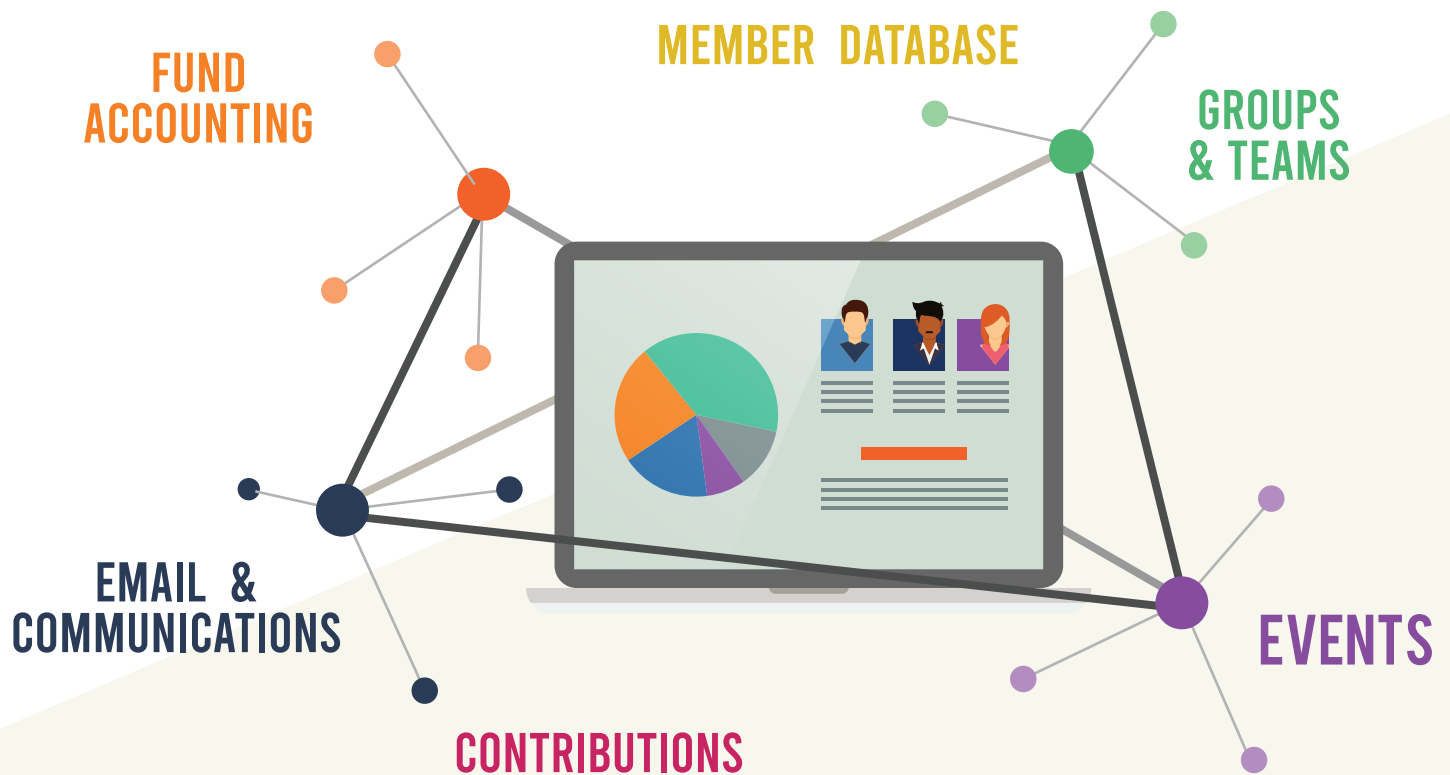 MEMBER DATABASE
FUND
ACCOUNTING
GROUPS
& TEAMS
EMAIL &
COMMUNICATIONS
EVENTS
CONTRIBUTIONS